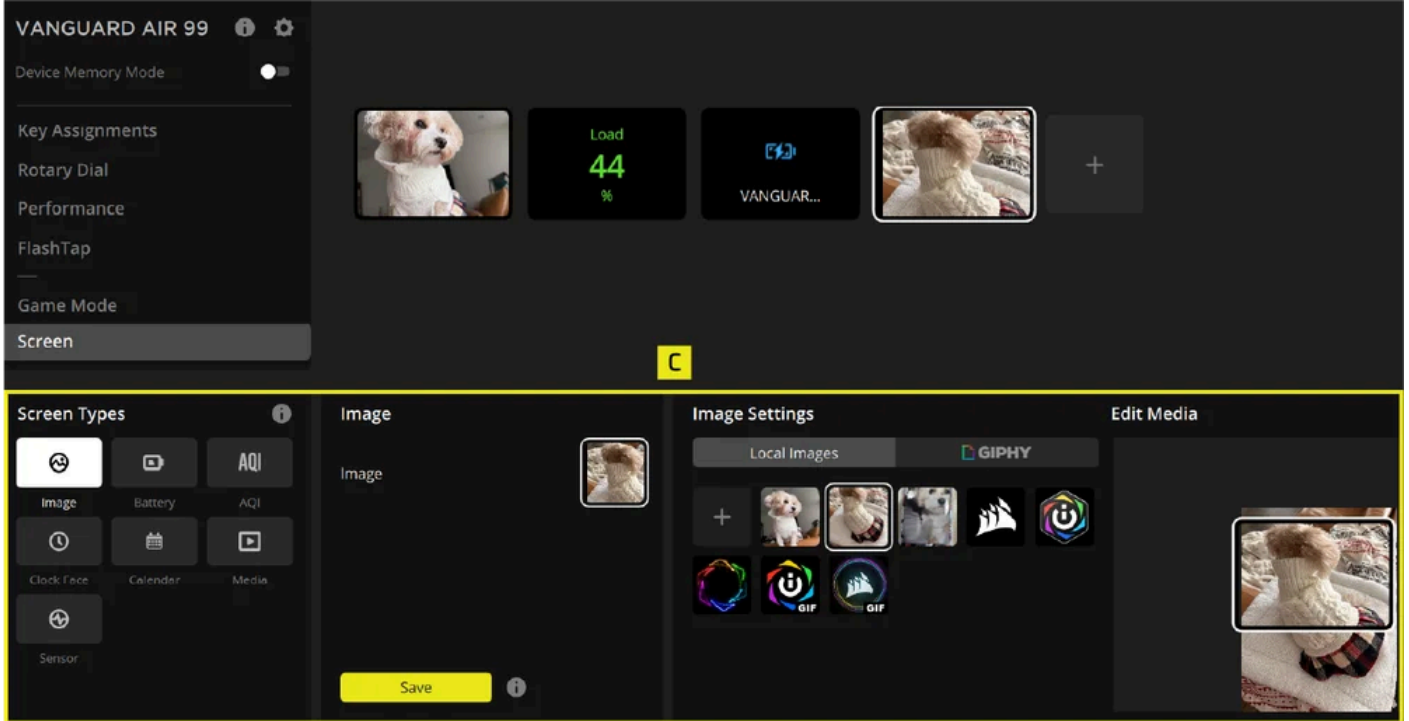 VANGUARD AIR 99
Device Memory Mode
Key Assignments
Rotary Dial
Performance
FlashTap
Game Mode
Screen
Load
44
%
VANGUAR...
C
Screen Types
Image
Battery
AQI
AQI
Clock Face
Calendar
Media
Sensor
Image
Image
Save
Image Settings
Local Images
GIPHY
GIF
GIF
Edit Media